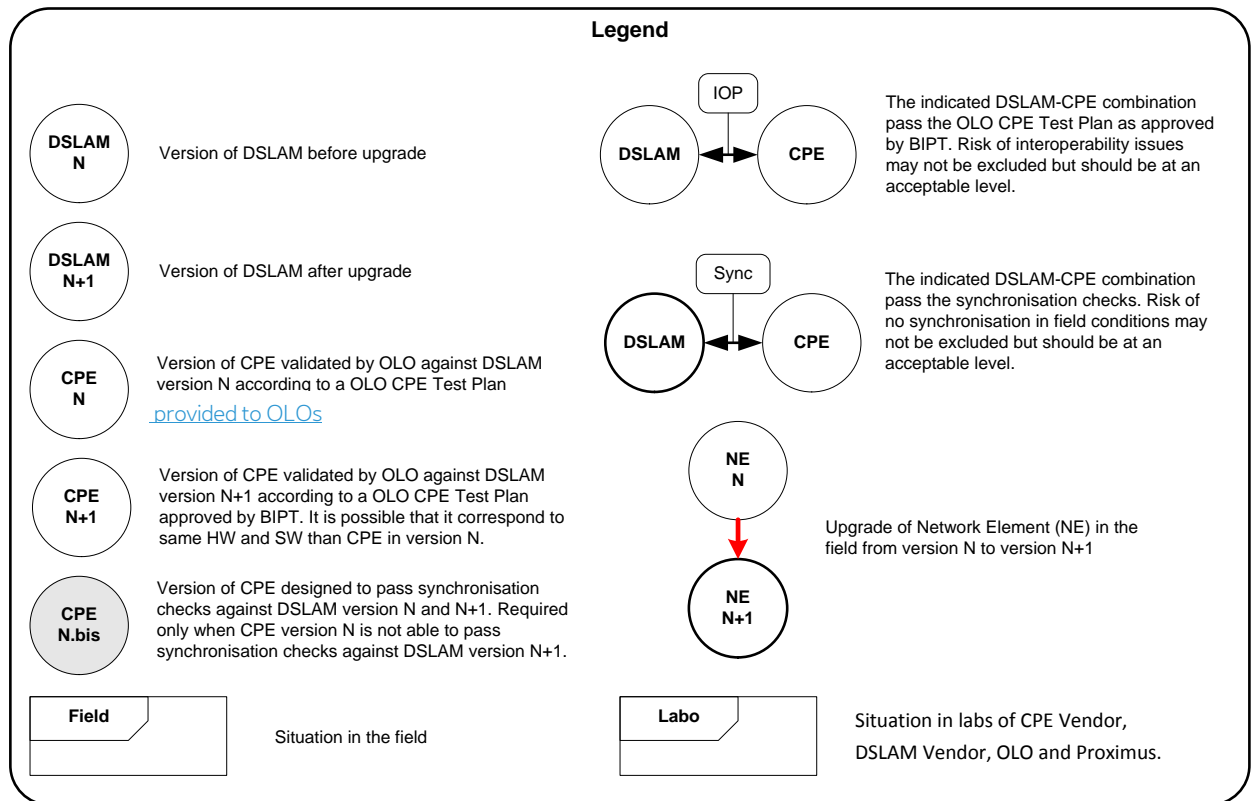 Legend
DSLAM
N
Version of DSLAM before upgrade
DSLAM
N+1
Version of DSLAM after upgrade
CPE
N
Version of CPE validated by OLO against DSLAM
version N according to a OLO CPE Test Plan
provided to OLOs
CPE
N+1
Version of CPE validated by OLO against DSLAM
version N+1 according to a OLO CPE Test Plan
approved by BIPT. It is possible that it correspond to
same HW and SW than CPE in version N.
CPE
N.bis
Version of CPE designed to pass synchronisation
checks against DSLAM version N and N+1. Required
only when CPE version N is not able to pass
synchronisation checks against DSLAM version N+1.
Field
Situation in the field
IOP
DSLAM
CPE
The indicated DSLAM-CPE combination
pass the OLO CPE Test Plan as approved
by BIPT. Risk of interoperability issues
may not be excluded but should be at an
acceptable level.
Sync
DSLAM
CPE
The indicated DSLAM-CPE combination
pass the synchronisation checks. Risk of
no synchronisation in field conditions may
not be excluded but should be at an
acceptable level.
NE
N
NE
N+1
Upgrade of Network Element (NE) in the
field from version N to version N+1
Labo
Situation in labs of CPE Vendor,
DSLAM Vendor, OLO and Proximus.